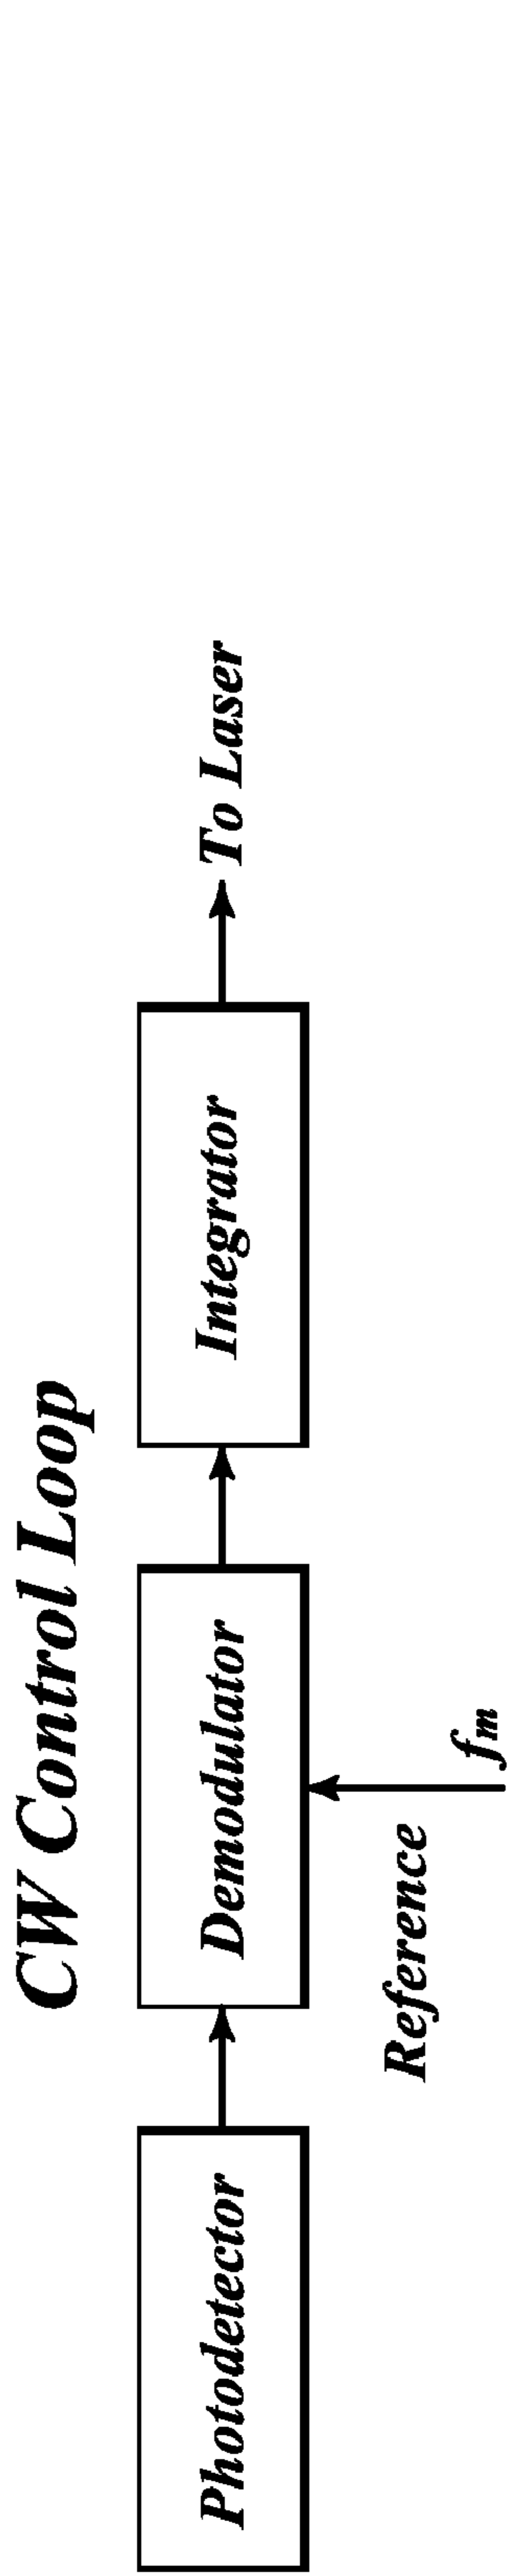 CW Control Loop
Photodetector
Demodulator
Integrator
To Laser
Reference
fm